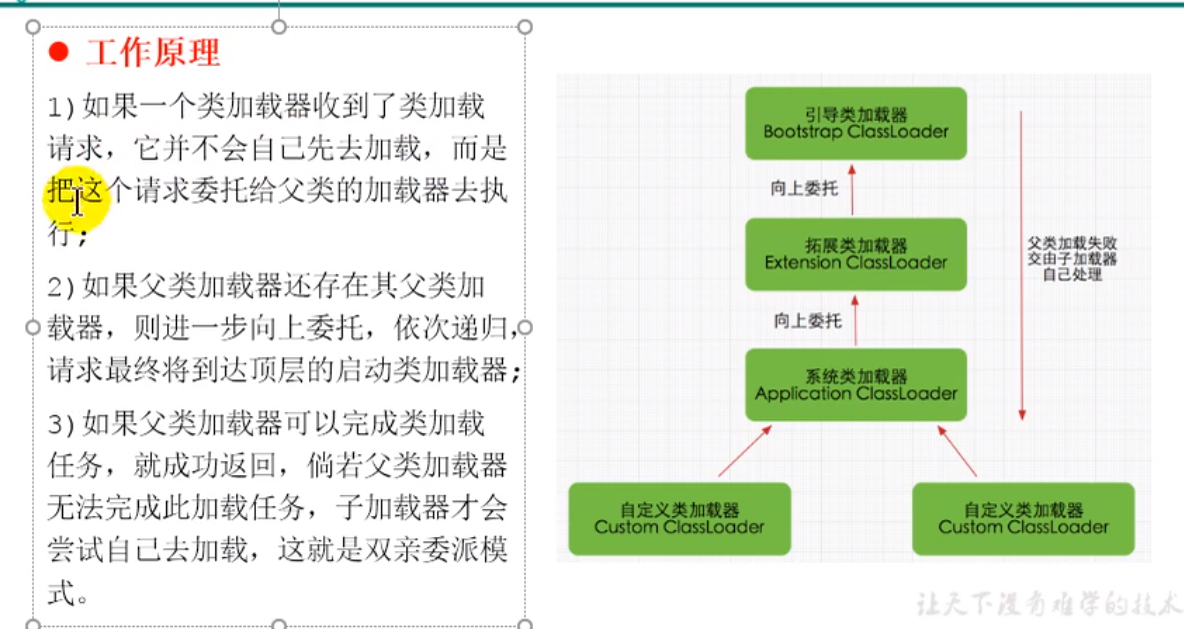 ● 工作原理
1)如果一个类加载器收到了类加载
请求，它并不会自己先去加载，而是
把这个请求委托给父类的加载器去执
行;
2)如果父类加载器还存在其父类加
载器，则进一步向上委托，依次递归，
请求最终将到达顶层的启动类加载器;
3)如果父类加载器可以完成类加载
任务，就成功返回，倘若父类加载器
无法完成此加载任务，子加载器才会
尝试自己去加载，这就是双亲委派模
式。
引导类加载器
Bootstrap ClassLoader
向上委托
拓展类加载器
Extension ClassLoader
向上委托
系统类加载器
Application ClassLoader
自定义类加载器
Custom ClassLoader
自定义类加载器
Custom ClassLoader
父类加载失败
交由子加载器
自己处理
让天下没有难学的技术